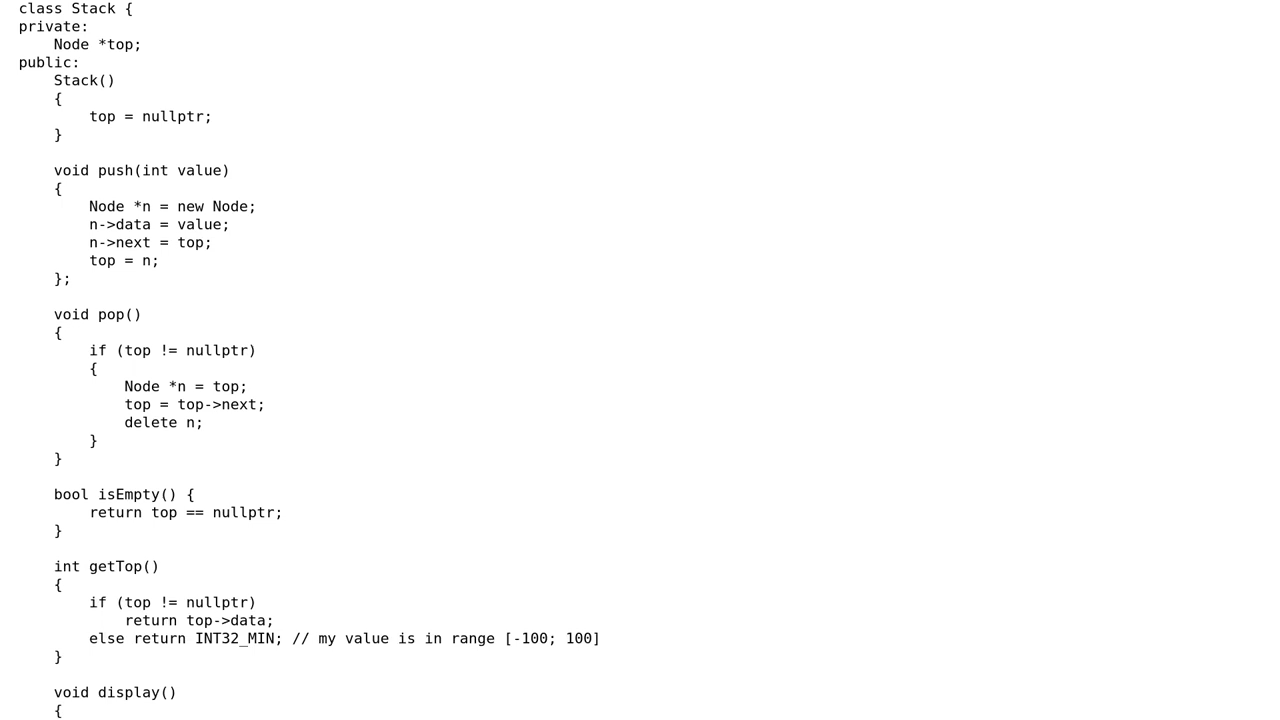 class Stack {
private:
    Node *top;
public:
    Stack()
    {
        top = nullptr;
    }

    void push(int value)
    {
        Node *n = new Node;
        n->data = value;
        n->next = top;
        top = n;
    };

    void pop()
    {
        if (top != nullptr)
        {
            Node *n = top;
            top = top->next;
            delete n;
        }
    }

    bool isEmpty() {
        return top == nullptr;
    }

    int getTop()
    {
        if (top != nullptr)
            return top->data;
        else return INT32_MIN; // my value is in range [-100; 100]
    }

    void display()
    {